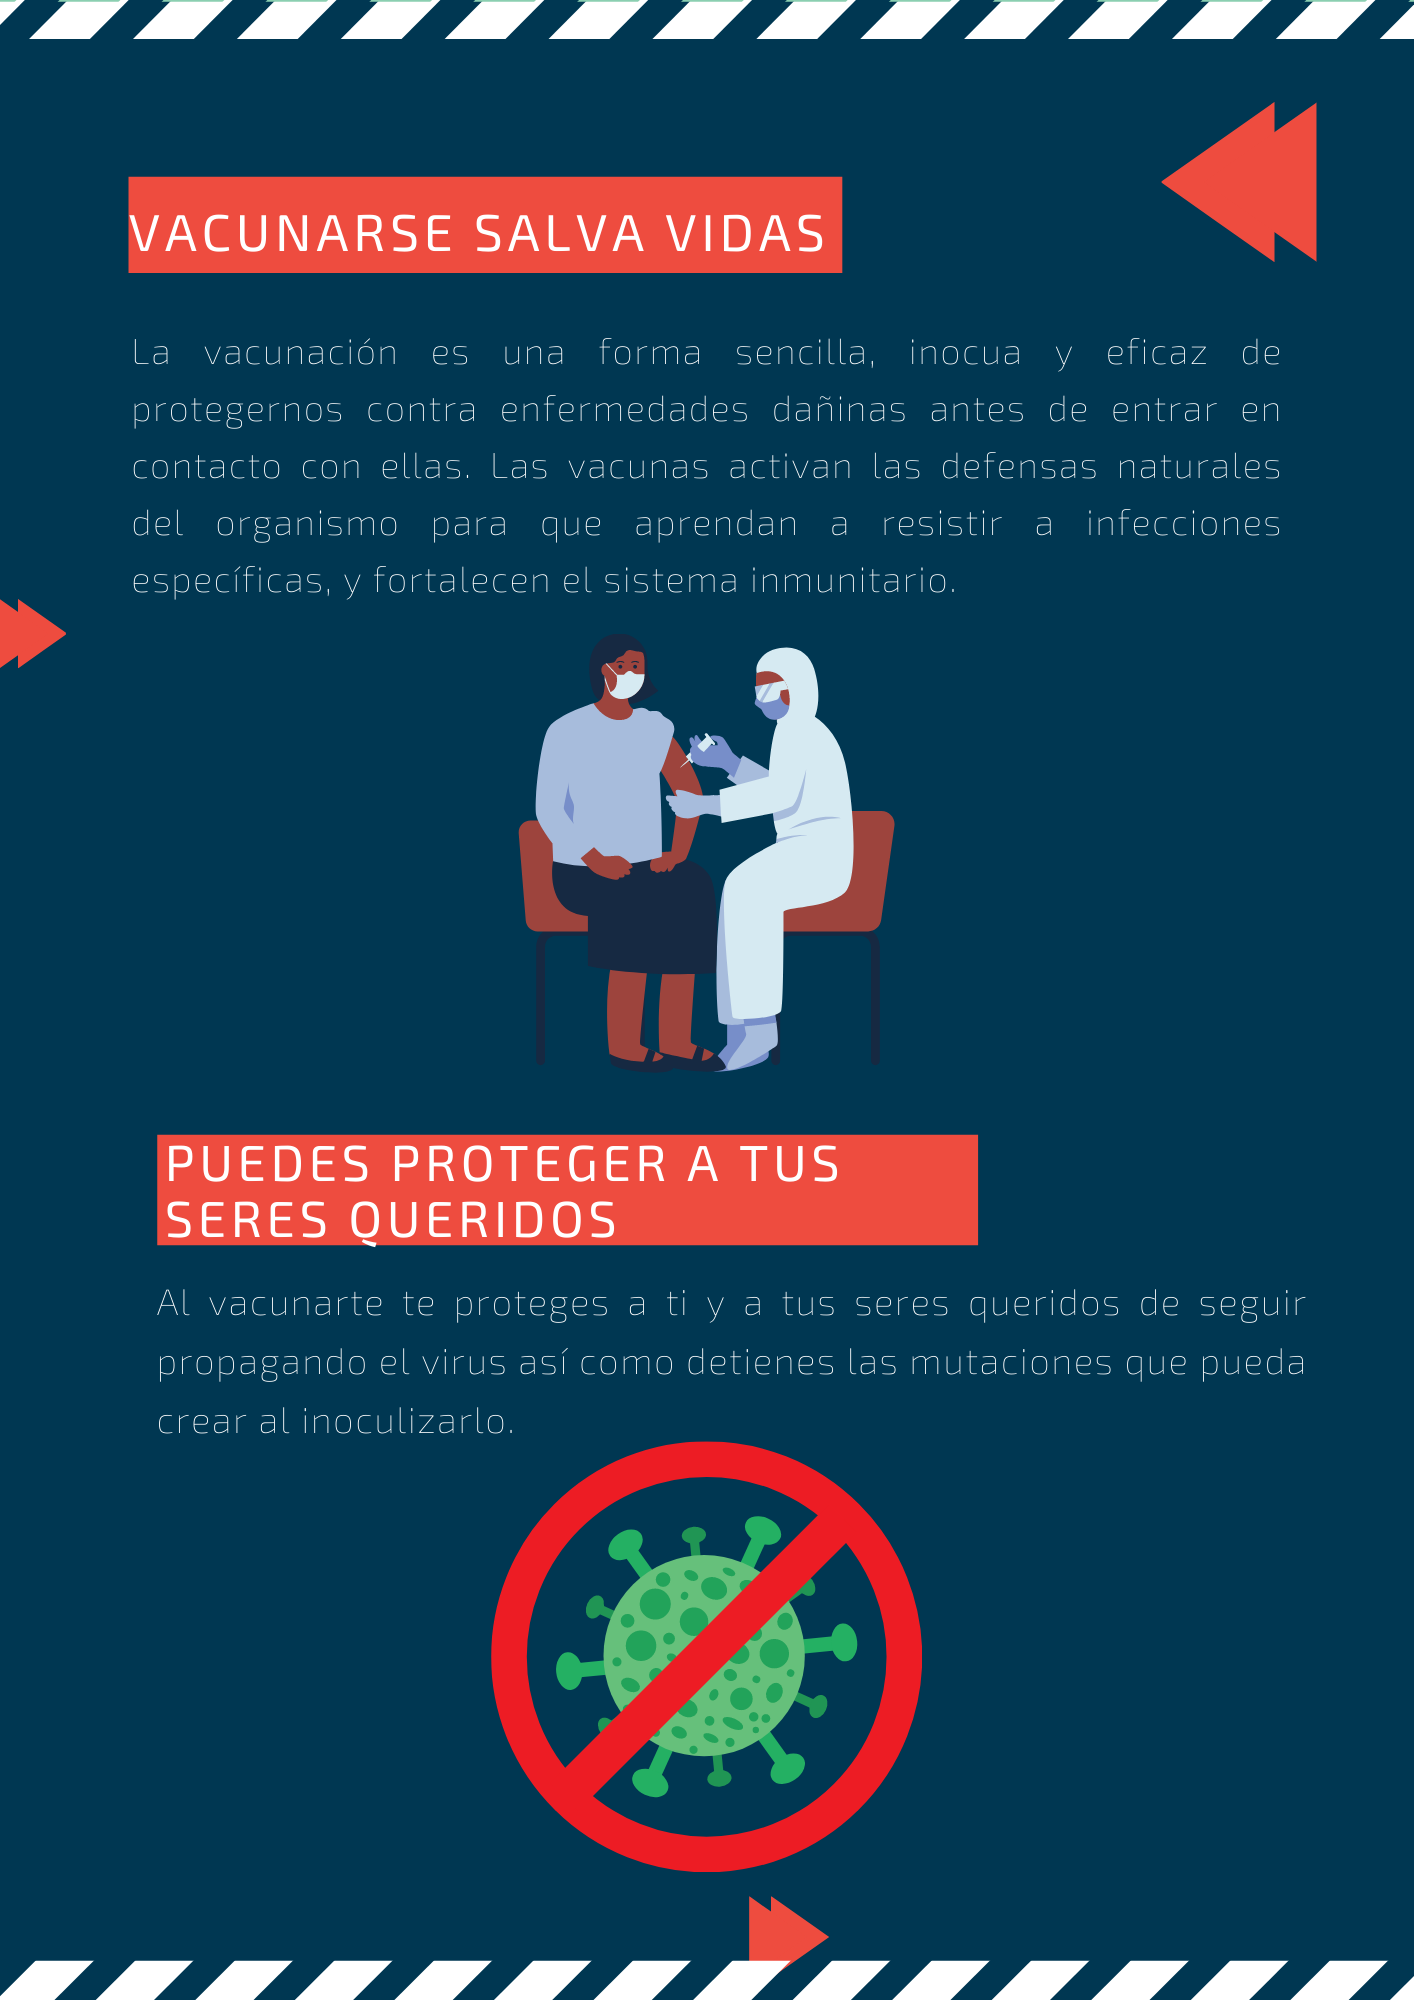 VACUNARSE SALVA VIDAS
La vacunación es una forma sencilla, inocua y eficaz de
protegernos contra enfermedades dañinas antes de entrar en
contacto con ellas. Las vacunas activan las defensas naturales
del organismo para que aprendan a resistir a infecciones
específicas, y fortalecen el sistema inmunitario.
PUEDES PROTEGER A TUS
SERES QUERIDOS
Al vacunarte te proteges a ti y a tus seres queridos de seguir
propagando el virus así como detienes las mutaciones que pueda
crear al inoculizarlo.